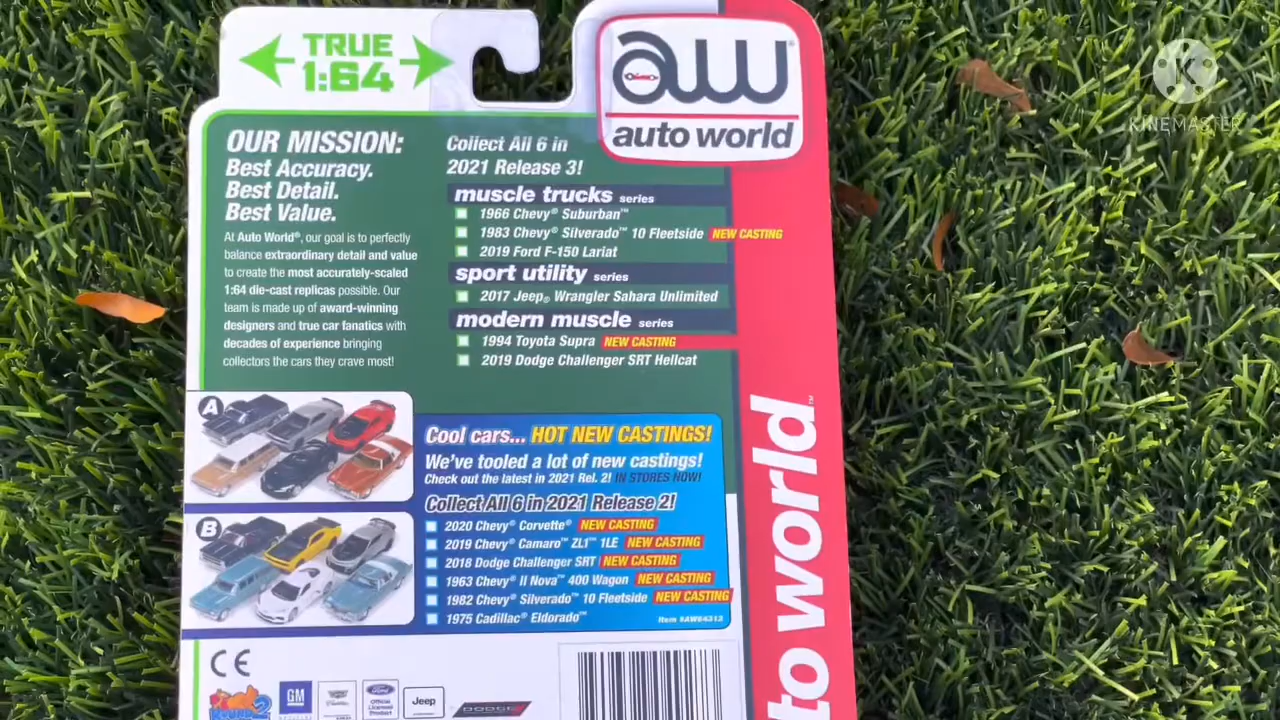 TRUE
1:64
aw
auto world
KINEMASTER
OUR MISSION:
Best Accuracy.
Best Detail.
Best Value.
At Auto World®, our goal is to perfectly
balance extraordinary detail and value
to create the most accurately-scaled
1:64 die-cast replicas possible. Our
team is made up of award-winning
designers and true car fanatics with
decades of experience bringing
collectors the cars they crave most!
Collect All 6 in
2021 Release 3!
muscle trucks series
1966 Chevy® Suburban™
1983 Chevy® Silverado™ 10 Fleetside NEW CASTING
2019 Ford F-150 Lariat
sport utility series
2017 Jeep® Wrangler Sahara Unlimited
modern muscle series
1994 Toyota Supra NEW CASTING
2019 Dodge Challenger SRT Hellcat
A
B
Cool cars... HOT NEW CASTINGS!
We've tooled a lot of new castings!
Check out the latest in 2021 Rel. 2! IN STORES NOW!
Collect All 6 in 2021 Release 2!
2020 Chevy® Corvette® NEW CASTING
2019 Chevy® Camaro™ ZL1™ 1LE NEW CASTING
2018 Dodge Challenger SRT NEW CASTING
1963 Chevy® II Nova™ 400 Wagon NEW CASTING
1982 Chevy® Silverado™ 10 Fleetside NEW CASTING
1975 Cadillac® Eldorado™
Item #AW64312
to world™
CE
GM
Ford
Official
Licensed
Product
Jeep
DODGE